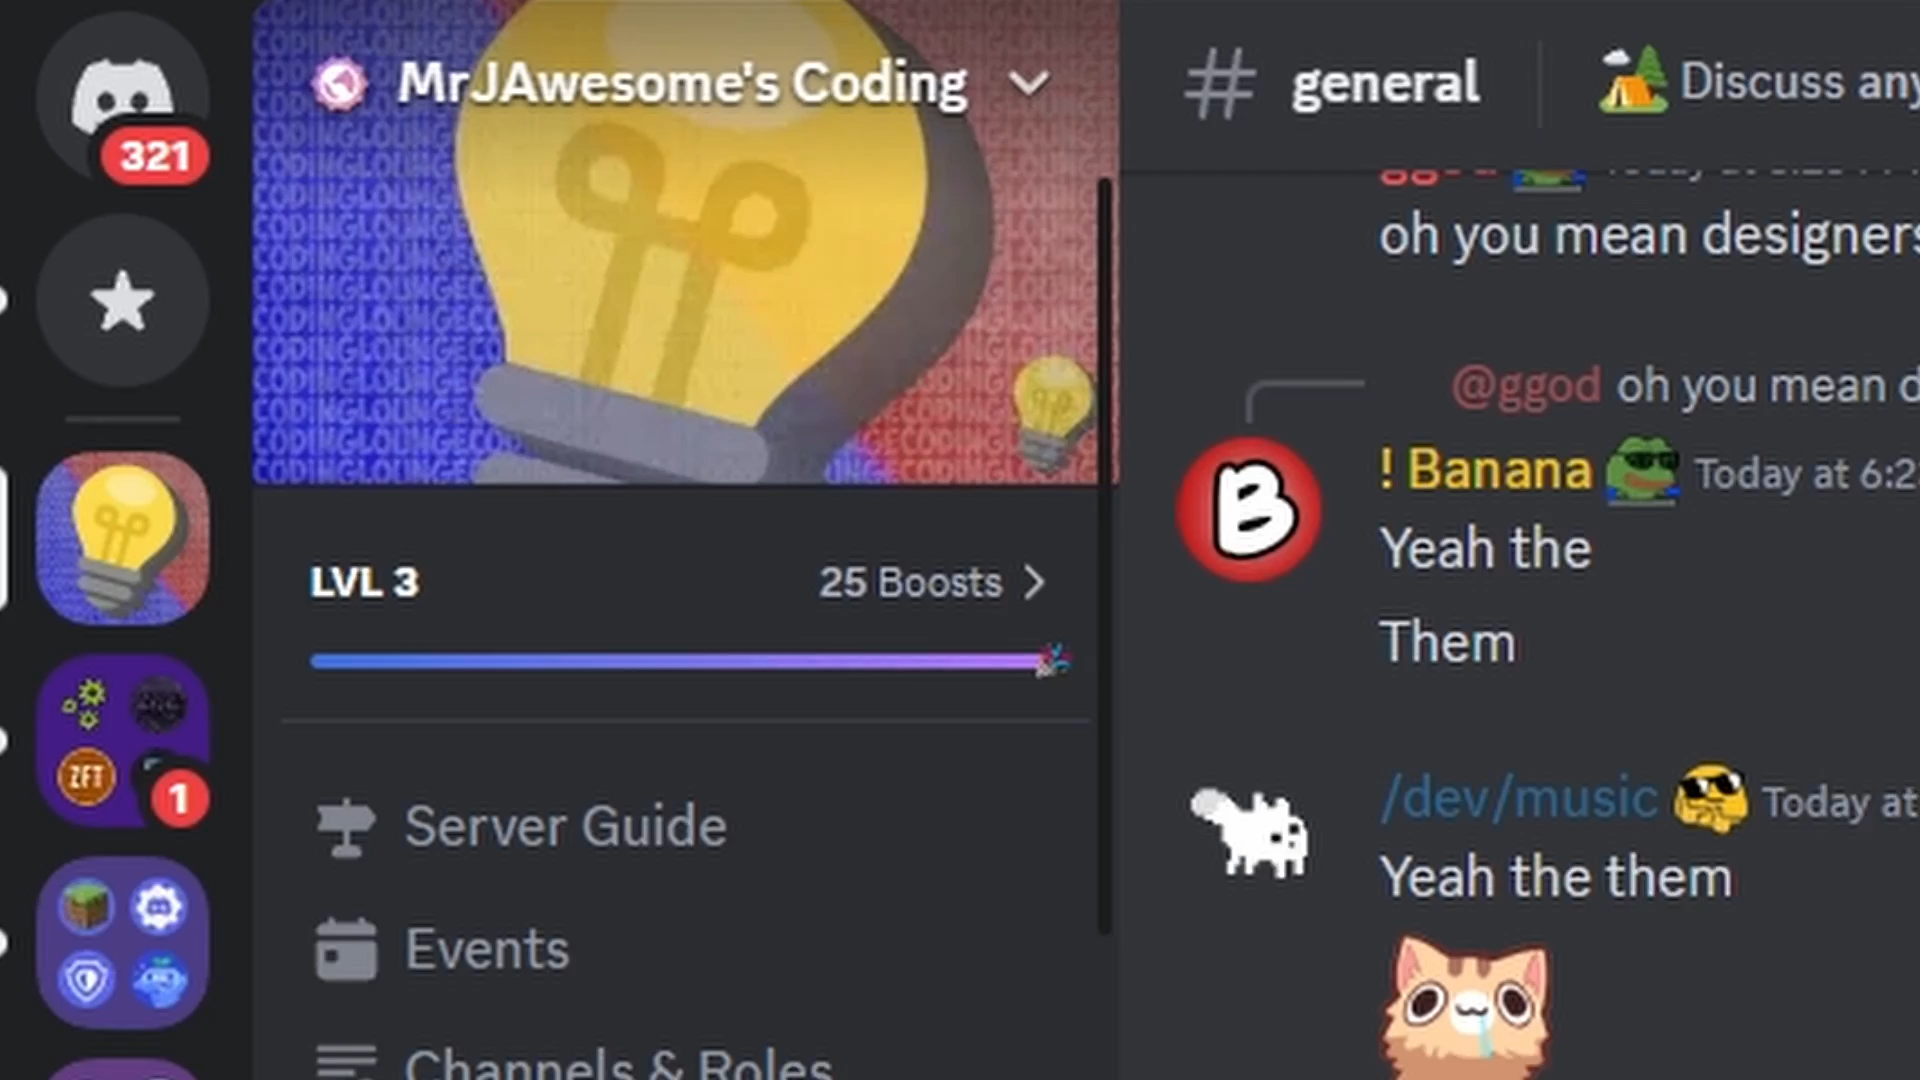 321
MrJAwesome's Coding
general
Discuss any
oh you mean designers
@ggod oh you mean d
! Banana Today at 6:2
Yeah the
Them
LVL 3
25 Boosts
ZFT
1
/dev/music Today at
Yeah the them
Server Guide
Events
Channels & Roles
CODINGLOUNGE
B